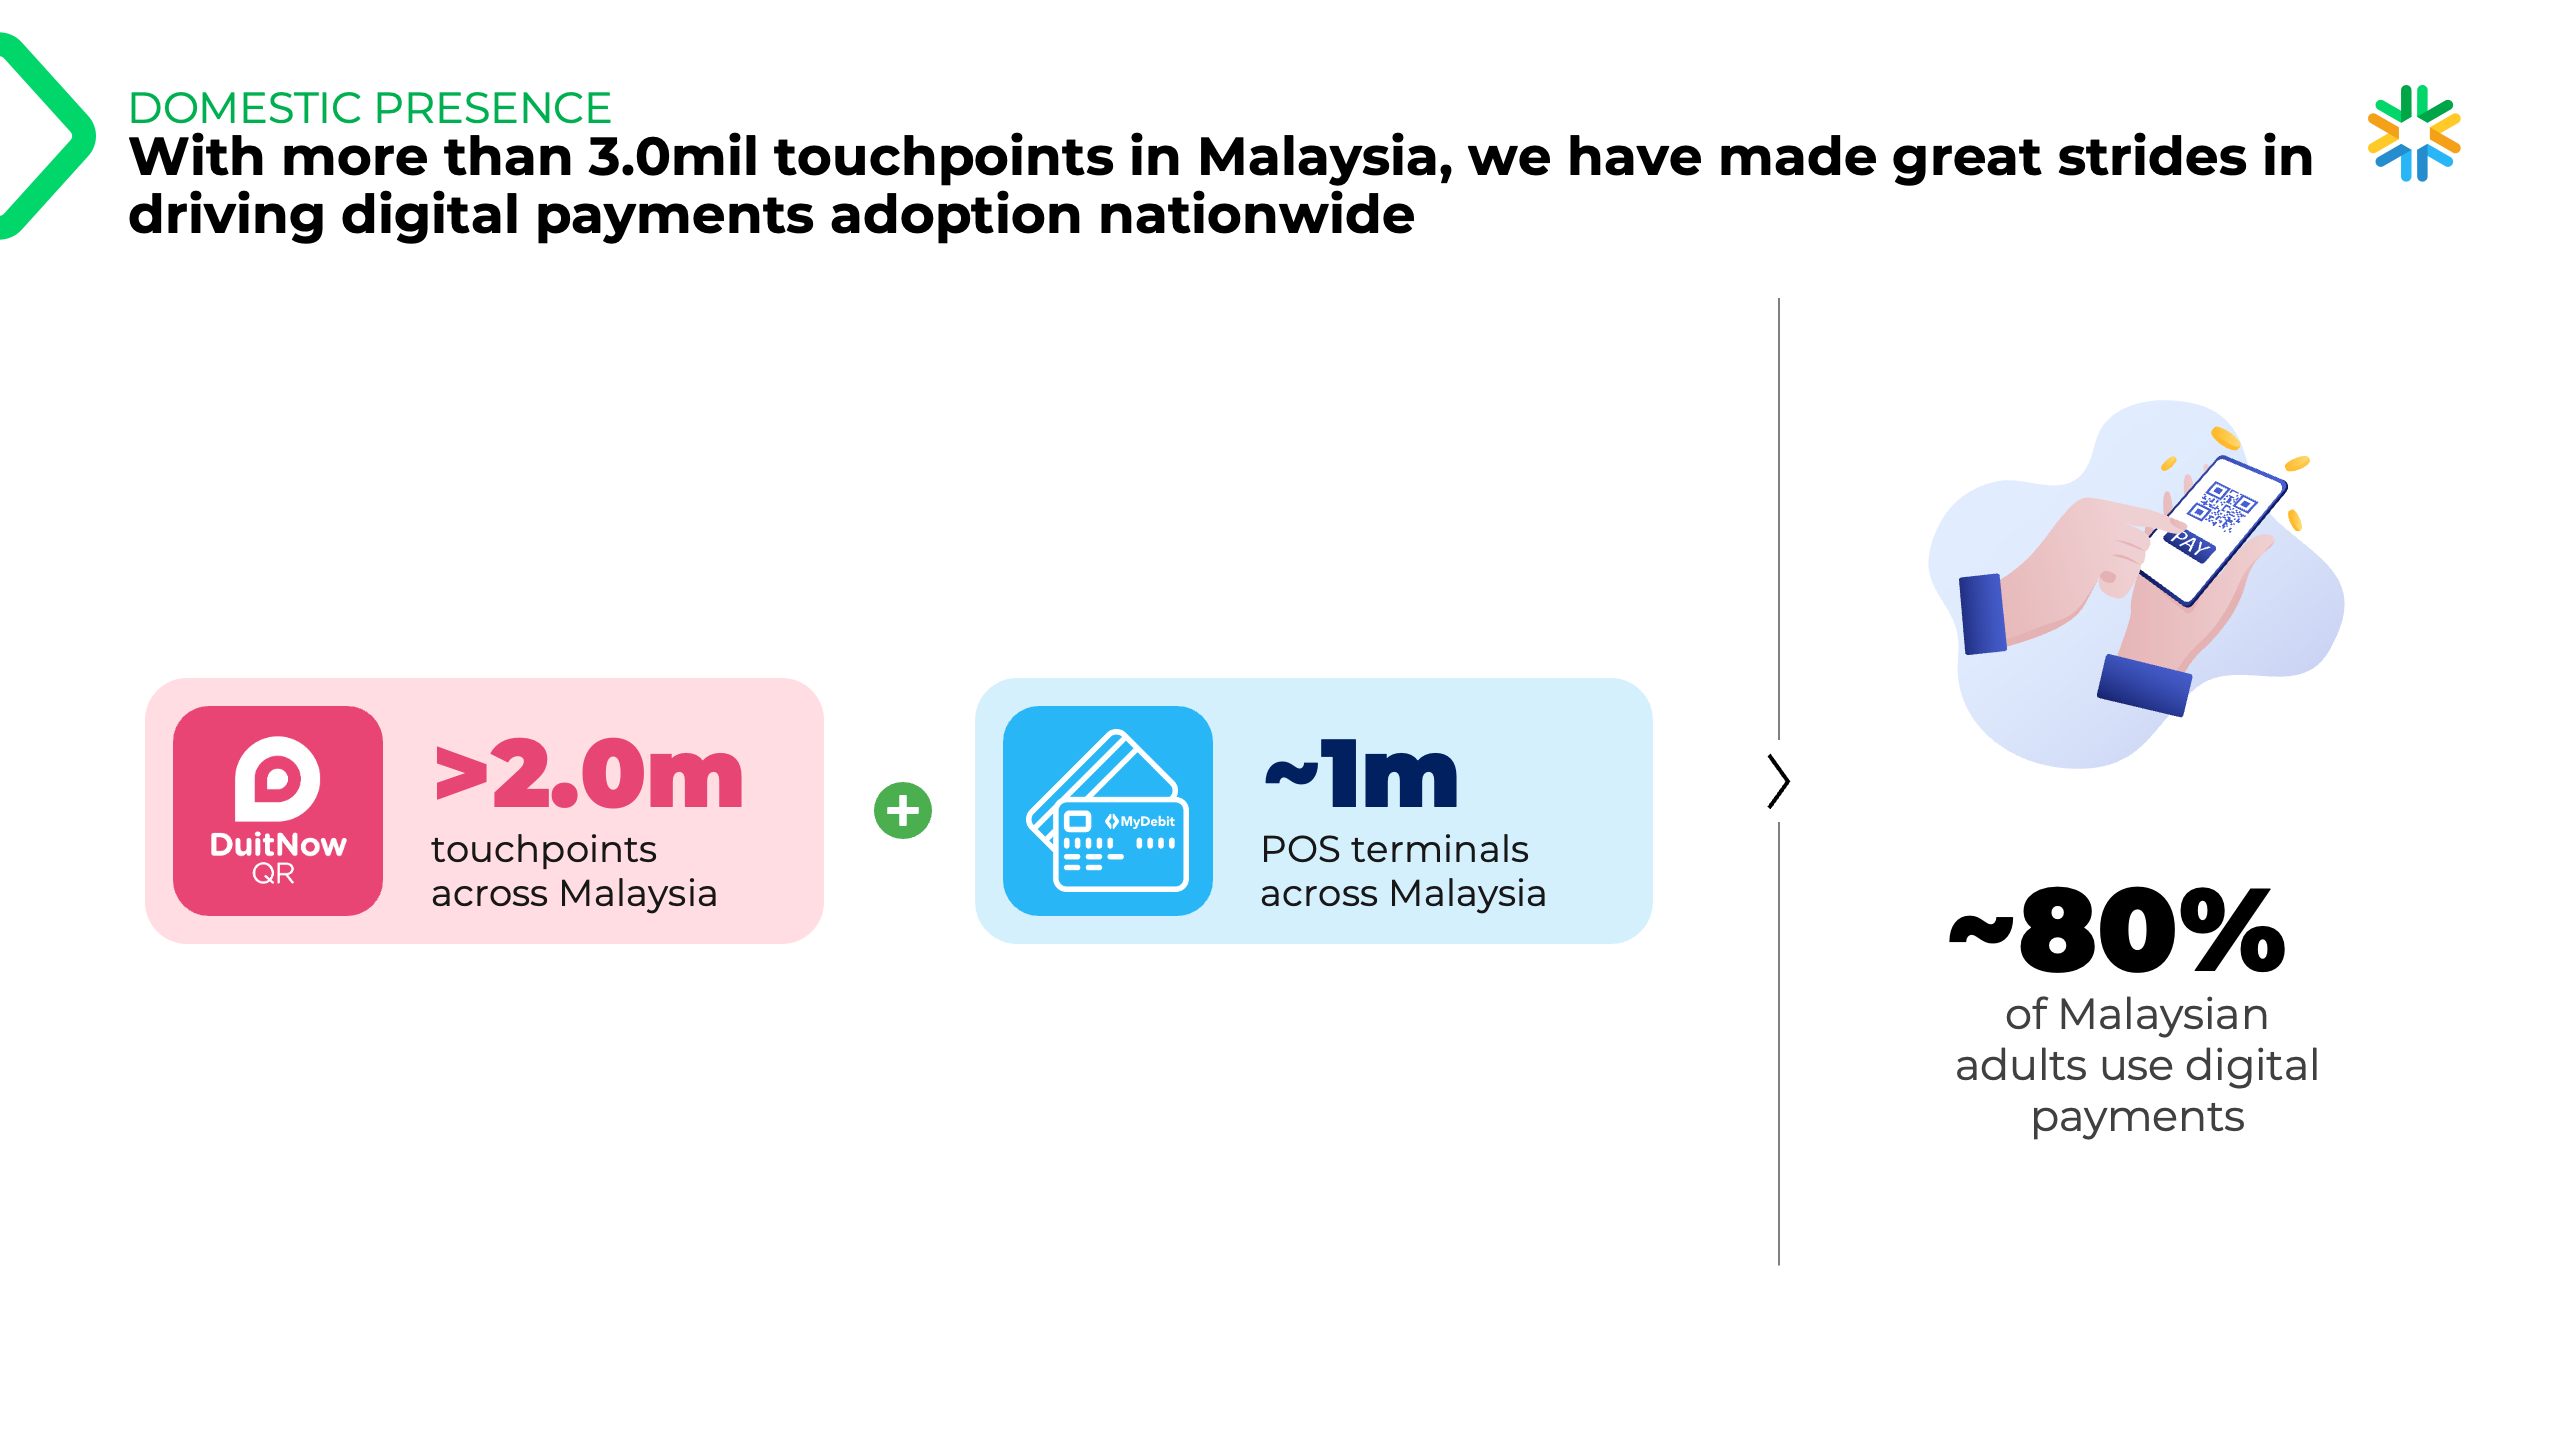 DOMESTIC PRESENCE
With more than 3.0mil touchpoints in Malaysia, we have made great strides in
driving digital payments adoption nationwide
DuitNow
QR
>2.0m
touchpoints
across Malaysia
MyDebit
~1m
POS terminals
across Malaysia
PAY
~80%
of Malaysian
adults use digital
payments